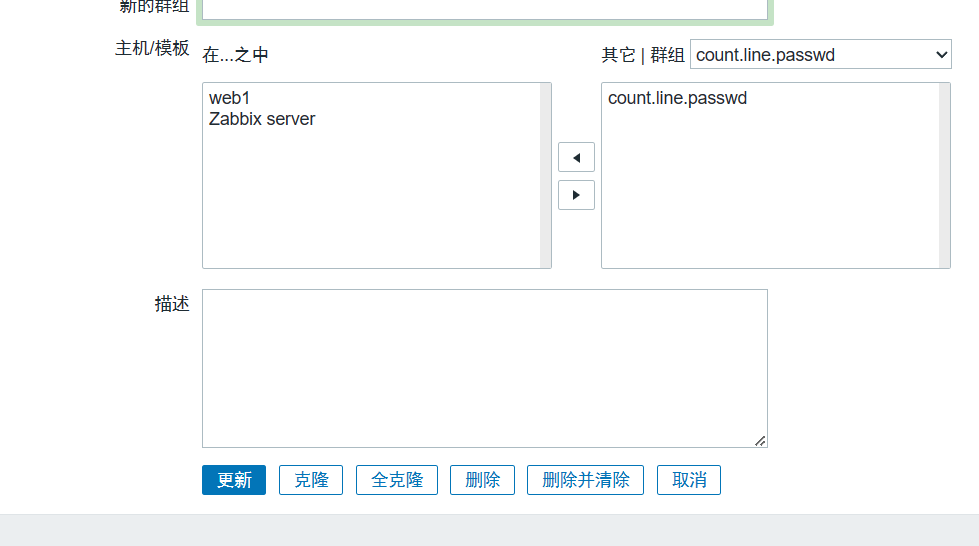 新的群组
主机/模板 在...之中 其它 | 群组 count.line.passwd
web1 count.line.passwd
Zabbix server
描述
更新 克隆 全克隆 删除 删除并清除 取消